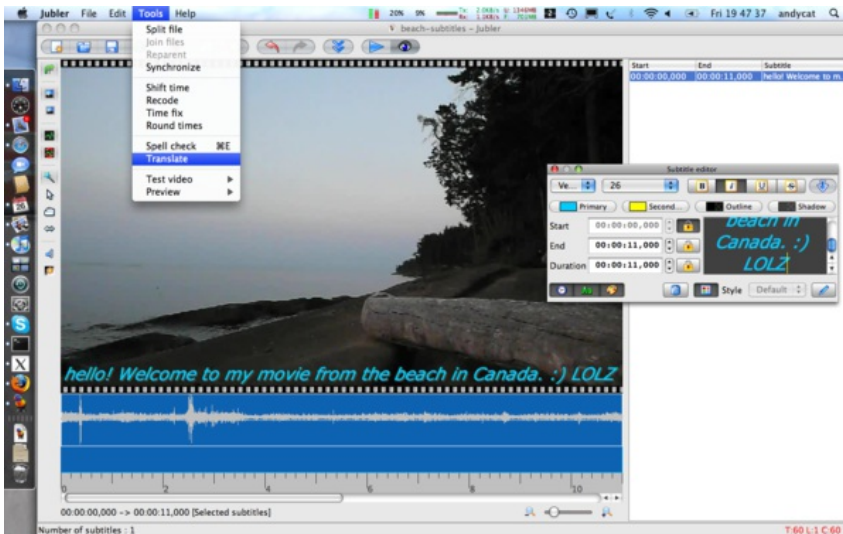 Jubler File Edit Tools Help
20% 9%
Fri 19 47 37 andycat
beach-subtitles - Jubler
Split file
Join files
Reparent
Synchronize
Shift time
Recode
Time fix
Round times
Spell check ⌘E
Translate
Test video
Preview
Start End Subtitle
00:00:00,000 00:00:11,000 hello! Welcome to m
Subtitle editor
Ve... 26 B I U S
Primary Second... Outline Shadow
Start 00:00:00,000
End 00:00:11,000
Duration 00:00:11,000
beach in
Canada. :)
LOLZ
Style Default
hello! Welcome to my movie from the beach in Canada. :) LOLZ
0 2 4 6 8 10
00:00:00,000 -> 00:00:11,000 [Selected subtitles]
Number of subtitles : 1
T:60 L:1 C:60